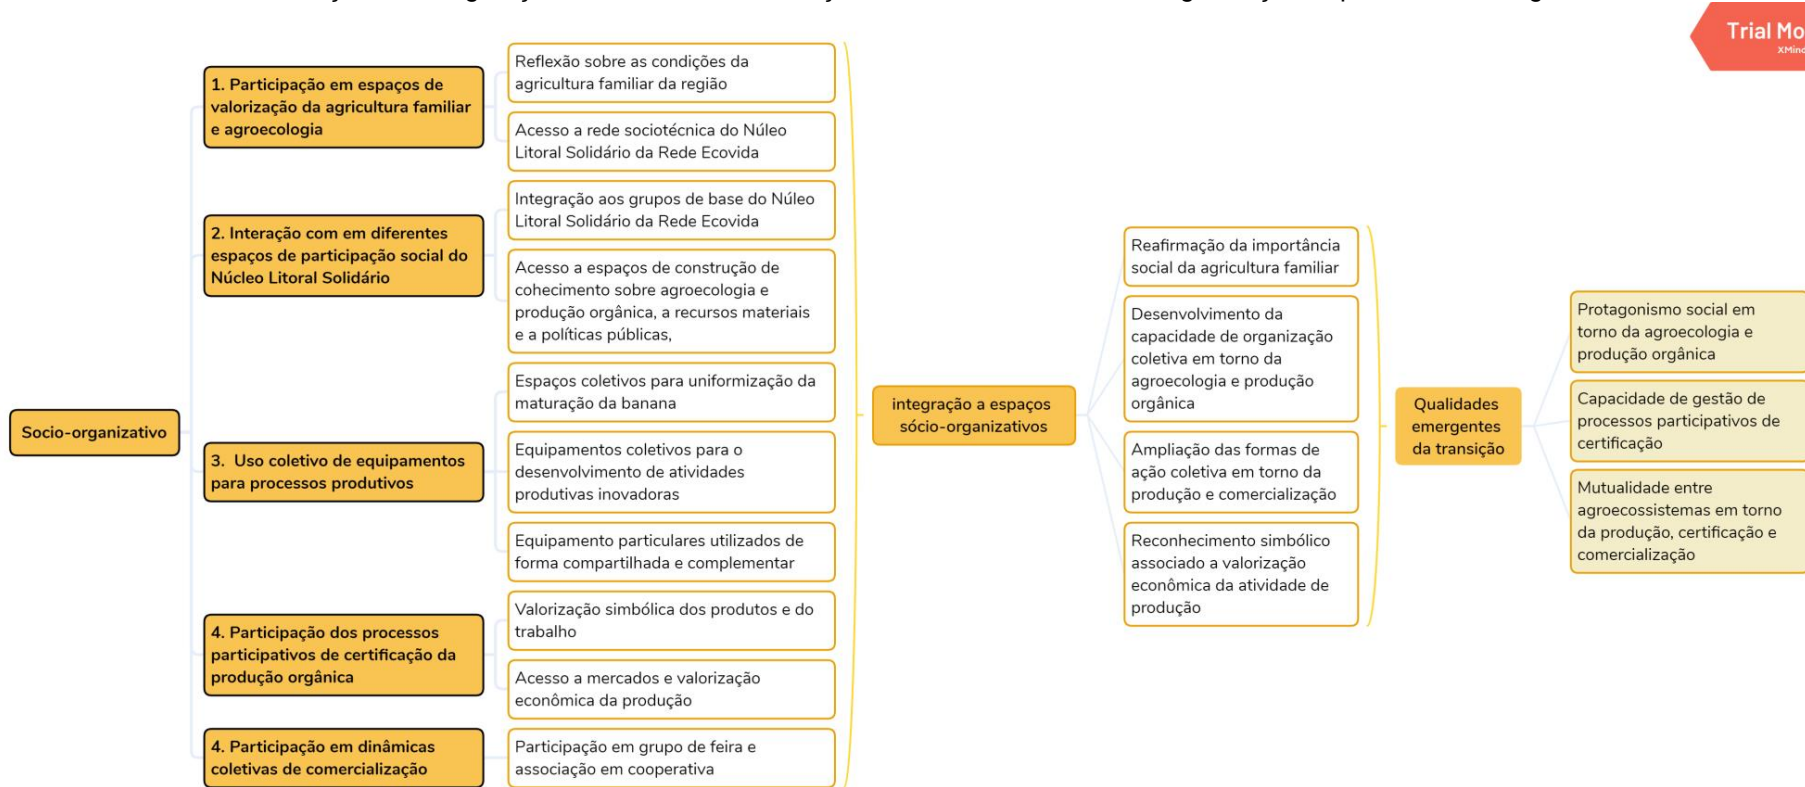 Trial Mo
XMind
1. Participação em espaços de
valorização da agricultura familiar
e agroecologia
Reflexão sobre as condições da
agricultura familiar da região
Acesso a rede sociotécnica do Núleo
Litoral Solidário da Rede Ecovida
2. Interação com em diferentes
espaços de participação social do
Núcleo Litoral Solidário
Integração aos grupos de base do Núleo
Litoral Solidário da Rede Ecovida
Acesso a espaços de construção de
cohecimento sobre agroecologia e
produção orgânica, a recursos materiais
e a políticas públicas,
Socio-organizativo
3. Uso coletivo de equipamentos
para processos produtivos
Espaços coletivos para uniformização da
maturação da banana
Equipamentos coletivos para o
desenvolvimento de atividades
produtivas inovadoras
Equipamento particulares utilizados de
forma compartilhada e complementar
4. Participação dos processos
participativos de certificação da
produção orgânica
Valorização simbólica dos produtos e do
trabalho
Acesso a mercados e valorização
econômica da produção
4. Participação em dinâmicas
coletivas de comercialização
Participação em grupo de feira e
associação em cooperativa
integração a espaços
sócio-organizativos
Reafirmação da importância
social da agricultura familiar
Desenvolvimento da
capacidade de organização
coletiva em torno da
agroecologia e produção
orgânica
Ampliação das formas de
ação coletiva em torno da
produção e comercialização
Reconhecimento simbólico
associado a valorização
econômica da atividade de
produção
Qualidades
emergentes
da transição
Protagonismo social em
torno da agroecologia e
produção orgânica
Capacidade de gestão de
processos participativos de
certificação
Mutualidade entre
agroecossistemas em torno
da produção, certificação e
comercialização